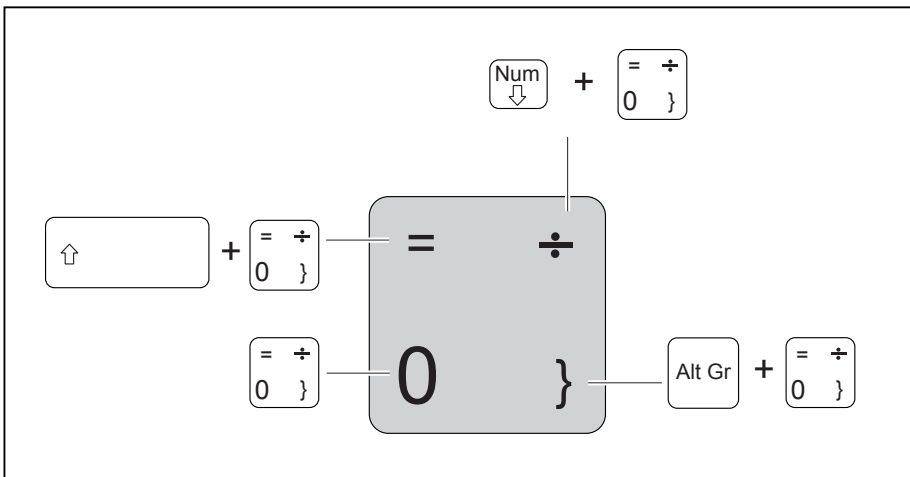 Num + = ÷
⇩ 0 }
⇧ + = ÷
0 }
= ÷
= ÷
0 }
0 }
Alt Gr + = ÷
0 }